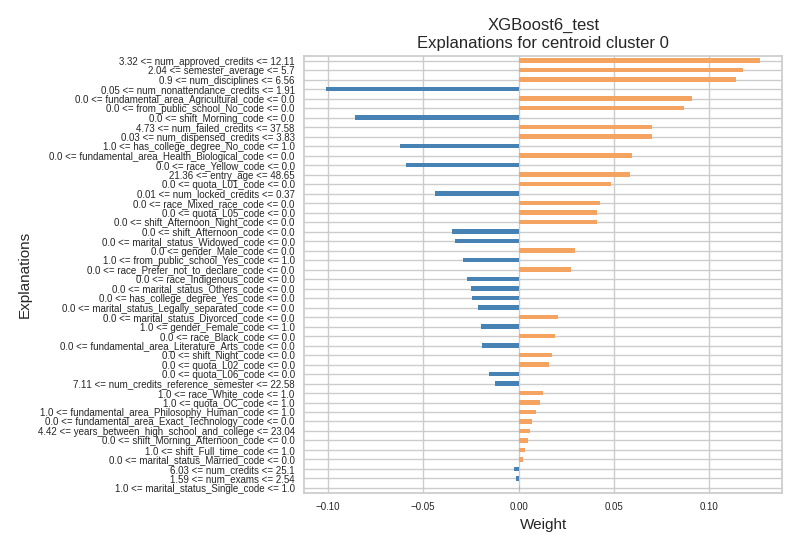 XGBoost6_test
Explanations for centroid cluster 0
3.32 <= num_approved_credits <= 12.11
2.04 <= semester_average <= 5.7
0.9 <= num_disciplines <= 6.56
0.05 <= num_nonattendance_credits <= 1.91
0.0 <= fundamental_area_Agricultural_code <= 0.0
0.0 <= from_public_school_No_code <= 0.0
0.0 <= shift_Morning_code <= 0.0
4.73 <= num_failed_credits <= 37.58
0.03 <= num_dispensed_credits <= 3.83
1.0 <= has_college_degree_No_code <= 1.0
0.0 <= fundamental_area_Health_Biological_code <= 0.0
0.0 <= race_Yellow_code <= 0.0
21.36 <= entry_age <= 48.65
0.0 <= quota_L01_code <= 0.0
0.01 <= num_locked_credits <= 0.37
0.0 <= race_Mixed_race_code <= 0.0
0.0 <= quota_L05_code <= 0.0
0.0 <= shift_Afternoon_Night_code <= 0.0
0.0 <= shift_Afternoon_code <= 0.0
0.0 <= marital_status_Widowed_code <= 0.0
0.0 <= gender_Male_code <= 0.0
1.0 <= from_public_school_Yes_code <= 1.0
0.0 <= race_Prefer_not_to_declare_code <= 0.0
0.0 <= race_Indigenous_code <= 0.0
0.0 <= marital_status_Others_code <= 0.0
0.0 <= has_college_degree_Yes_code <= 0.0
0.0 <= marital_status_Legally_separated_code <= 0.0
0.0 <= marital_status_Divorced_code <= 0.0
1.0 <= gender_Female_code <= 1.0
0.0 <= race_Black_code <= 0.0
0.0 <= fundamental_area_Literature_Arts_code <= 0.0
0.0 <= shift_Night_code <= 0.0
0.0 <= quota_L02_code <= 0.0
0.0 <= quota_L06_code <= 0.0
7.11 <= num_credits_reference_semester <= 22.58
1.0 <= race_White_code <= 1.0
1.0 <= quota_OC_code <= 1.0
1.0 <= fundamental_area_Philosophy_Human_code <= 1.0
0.0 <= fundamental_area_Exact_Technology_code <= 0.0
4.42 <= years_between_high_school_and_college <= 23.04
0.0 <= shift_Morning_Afternoon_code <= 0.0
1.0 <= shift_Full_time_code <= 1.0
0.0 <= marital_status_Married_code <= 0.0
6.03 <= num_credits <= 25.1
1.59 <= num_exams <= 2.54
1.0 <= marital_status_Single_code <= 1.0
Explanations
−0.10 −0.05 0.00 0.05 0.10
Weight